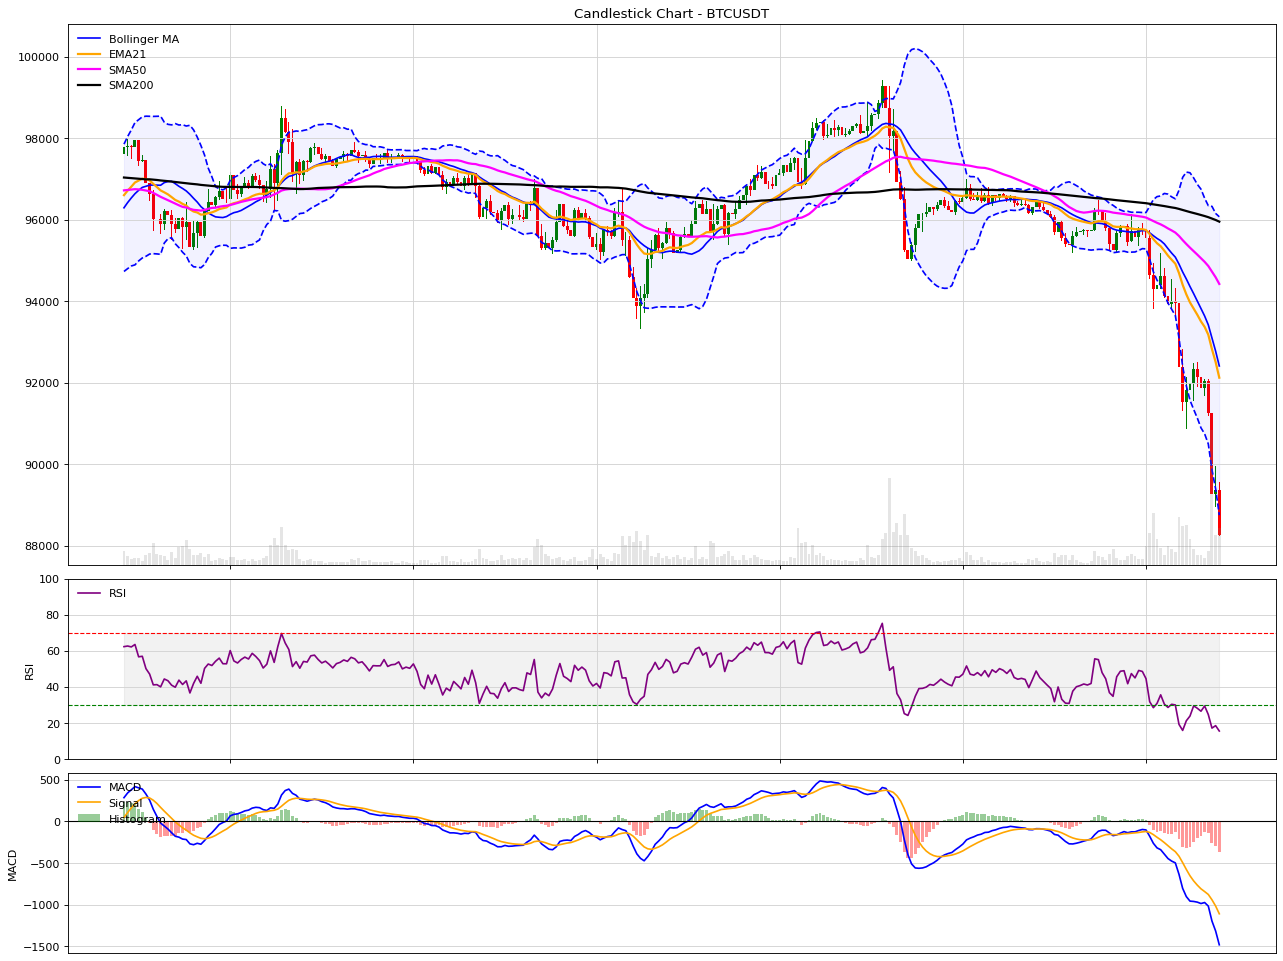 Candlestick Chart - BTCUSDT
Bollinger MA
EMA21
SMA50
SMA200
100000
98000
96000
94000
92000
90000
88000
RSI
100
80
60
40
20
0
RSI
MACD
Signal
Histogram
500
0
−500
−1000
−1500
MACD